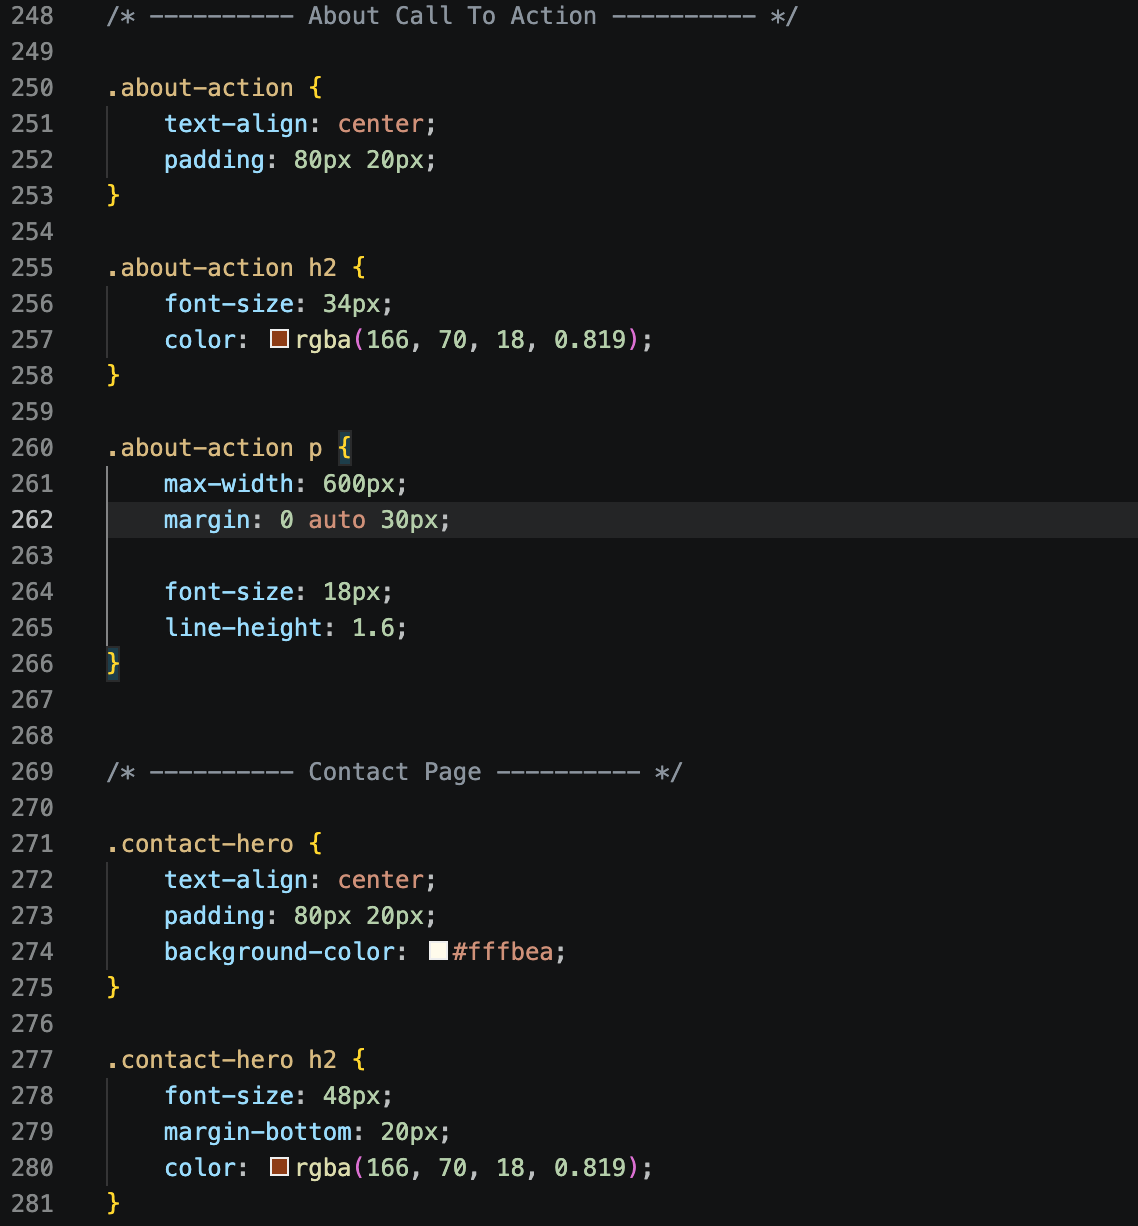 248 /* ---------- About Call To Action ---------- */
249
250 .about-action {
251 text-align: center;
252 padding: 80px 20px;
253 }
254
255 .about-action h2 {
256 font-size: 34px;
257 color: rgba(166, 70, 18, 0.819);
258 }
259
260 .about-action p {
261 max-width: 600px;
262 margin: 0 auto 30px;
263
264 font-size: 18px;
265 line-height: 1.6;
266 }
267
268
269 /* ---------- Contact Page ---------- */
270
271 .contact-hero {
272 text-align: center;
273 padding: 80px 20px;
274 background-color: #fffbea;
275 }
276
277 .contact-hero h2 {
278 font-size: 48px;
279 margin-bottom: 20px;
280 color: rgba(166, 70, 18, 0.819);
281 }